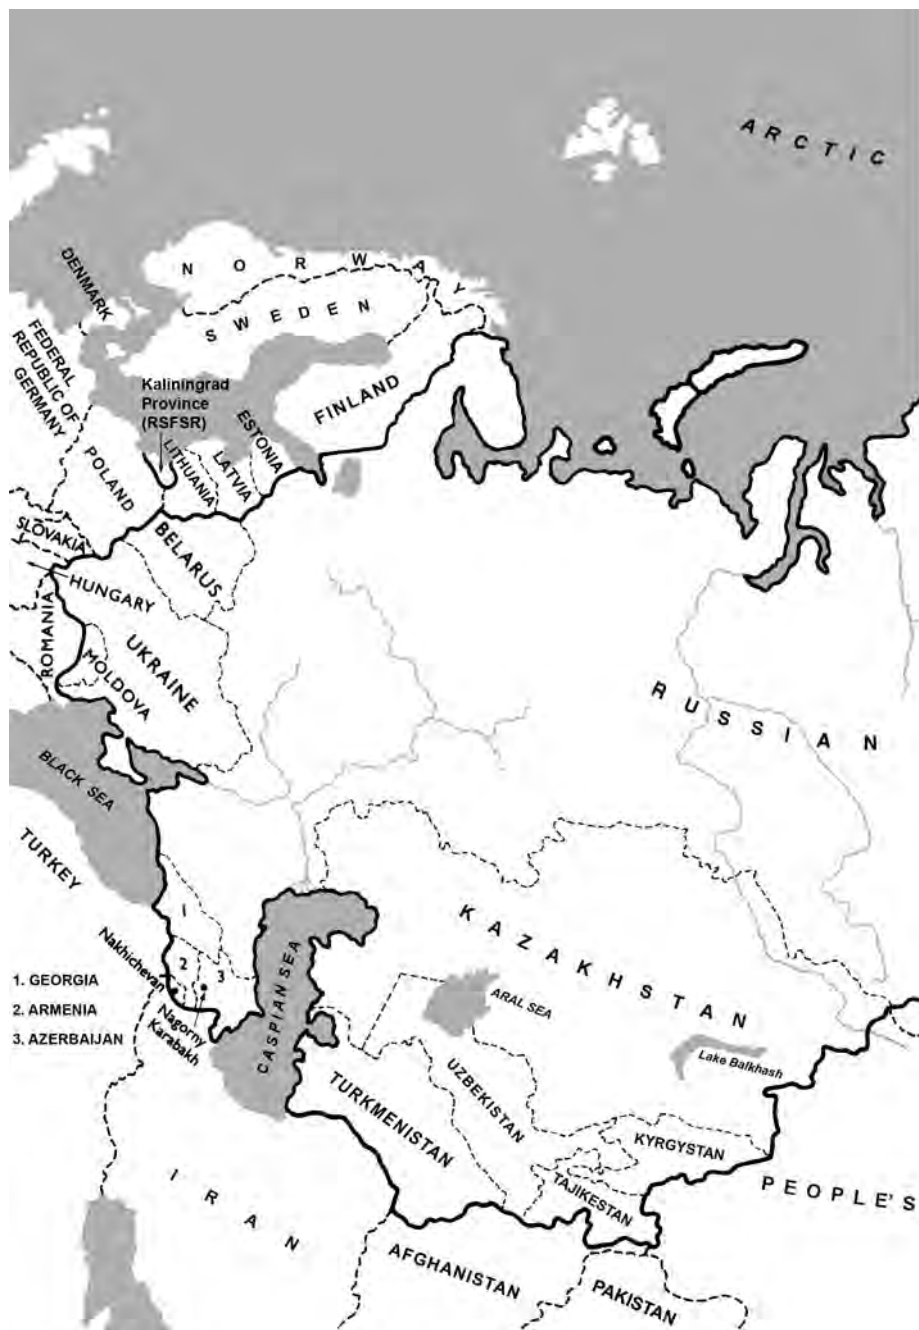 ARCTIC
NORWAY
DENMARK
SWEDEN
FEDERAL
REPUBLIC OF
GERMANY
Kaliningrad
Province
(RSFSR)
FINLAND
ESTONIA
LATVIA
LITHUANIA
POLAND
SLOVAKIA
BELARUS
HUNGARY
ROMANIA
UKRAINE
MOLDOVA
RUSSIAN
BLACK SEA
TURKEY
KAZAKHSTAN
1
2
3
Nakhichevan
1. GEORGIA
2. ARMENIA
3. AZERBAIJAN
Nagorny
Karabakh
CASPIAN SEA
ARAL SEA
Lake Balkhash
UZBEKISTAN
TURKMENISTAN
KYRGYSTAN
TAJIKESTAN
PEOPLE'S
IRAN
AFGHANISTAN
PAKISTAN